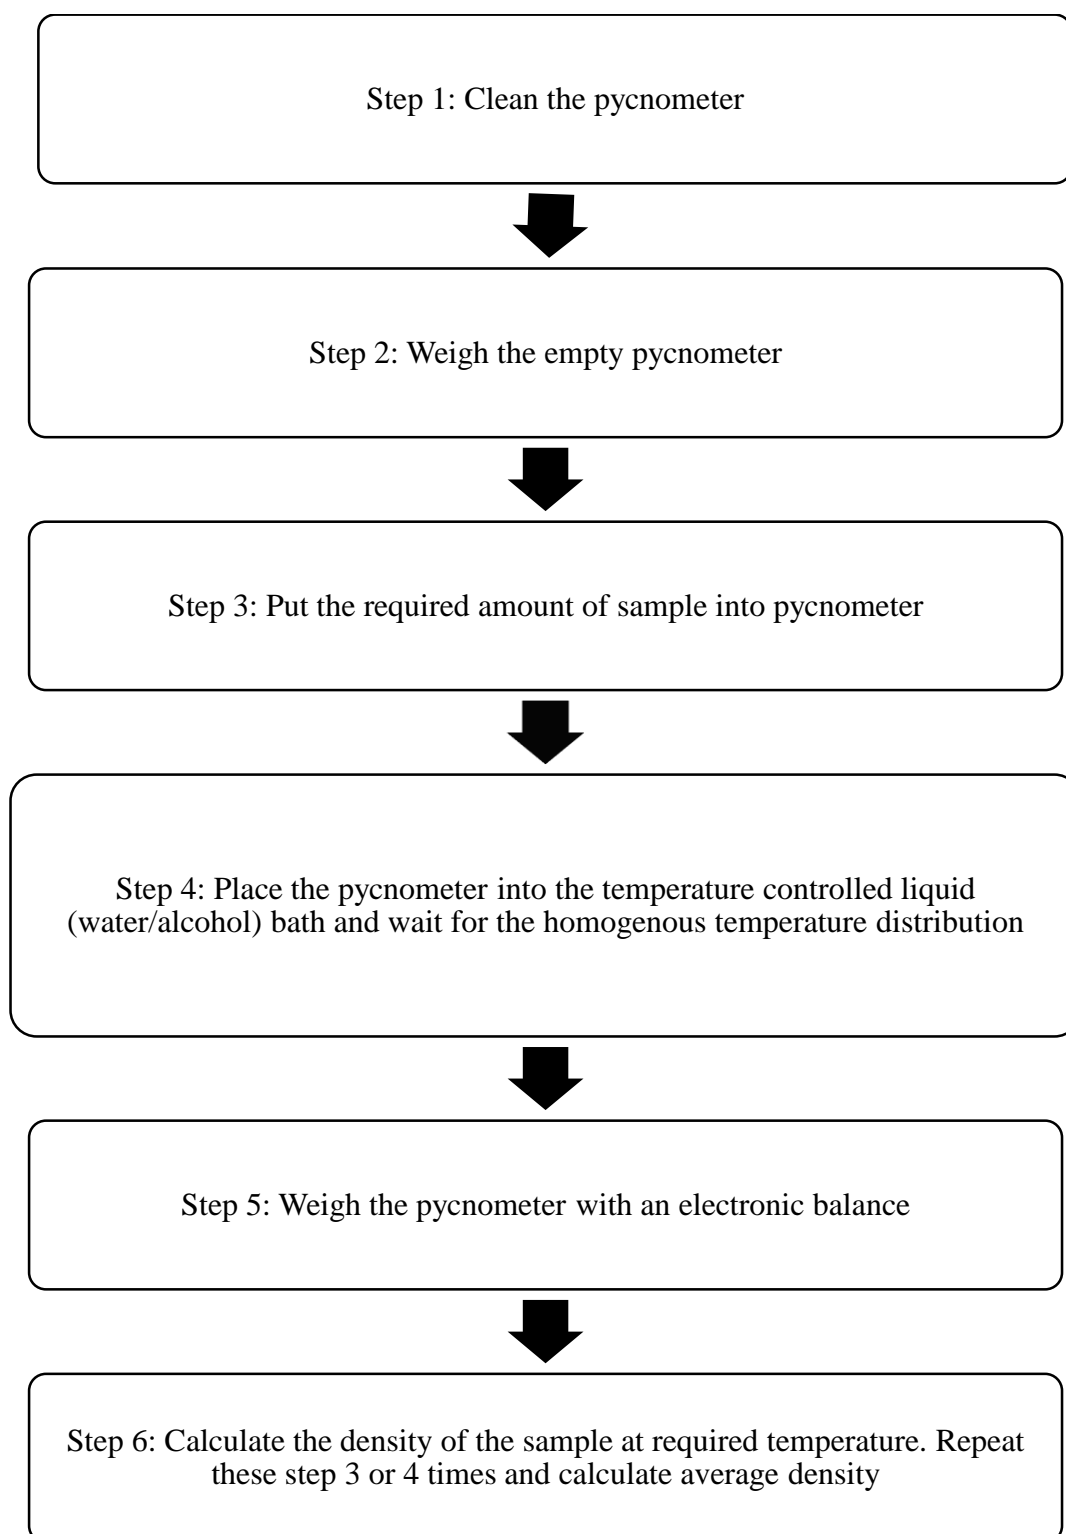 Step 1: Clean the pycnometer
Step 2: Weigh the empty pycnometer
Step 3: Put the required amount of sample into pycnometer
Step 4: Place the pycnometer into the temperature controlled liquid
(water/alcohol) bath and wait for the homogenous temperature distribution
Step 5: Weigh the pycnometer with an electronic balance
Step 6: Calculate the density of the sample at required temperature. Repeat
these step 3 or 4 times and calculate average density